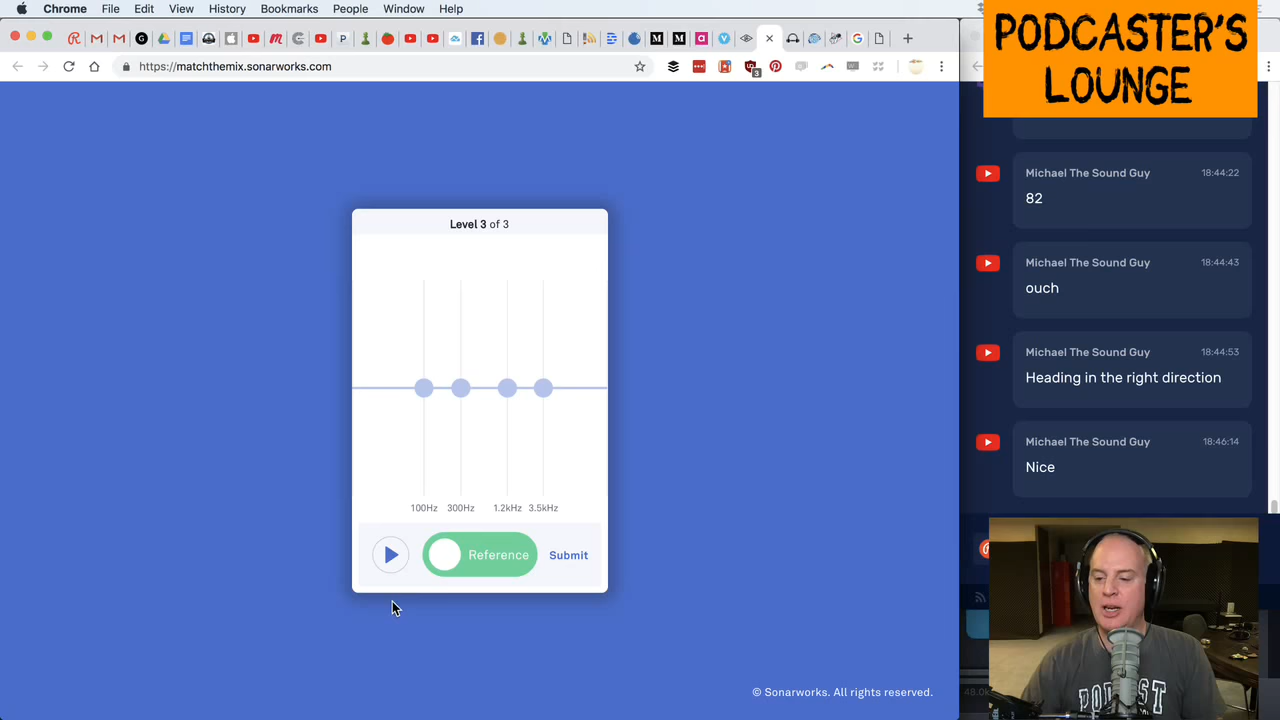 Chrome File Edit View History Bookmarks People Window Help
https://matchthemix.sonarworks.com
PODCASTER'S
LOUNGE
Level 3 of 3
100Hz 300Hz 1.2kHz 3.5kHz
Reference
Submit
© Sonarworks. All rights reserved.
Michael The Sound Guy 18:44:22
82
Michael The Sound Guy 18:44:43
ouch
Michael The Sound Guy 18:44:53
Heading in the right direction
Michael The Sound Guy 18:46:14
Nice